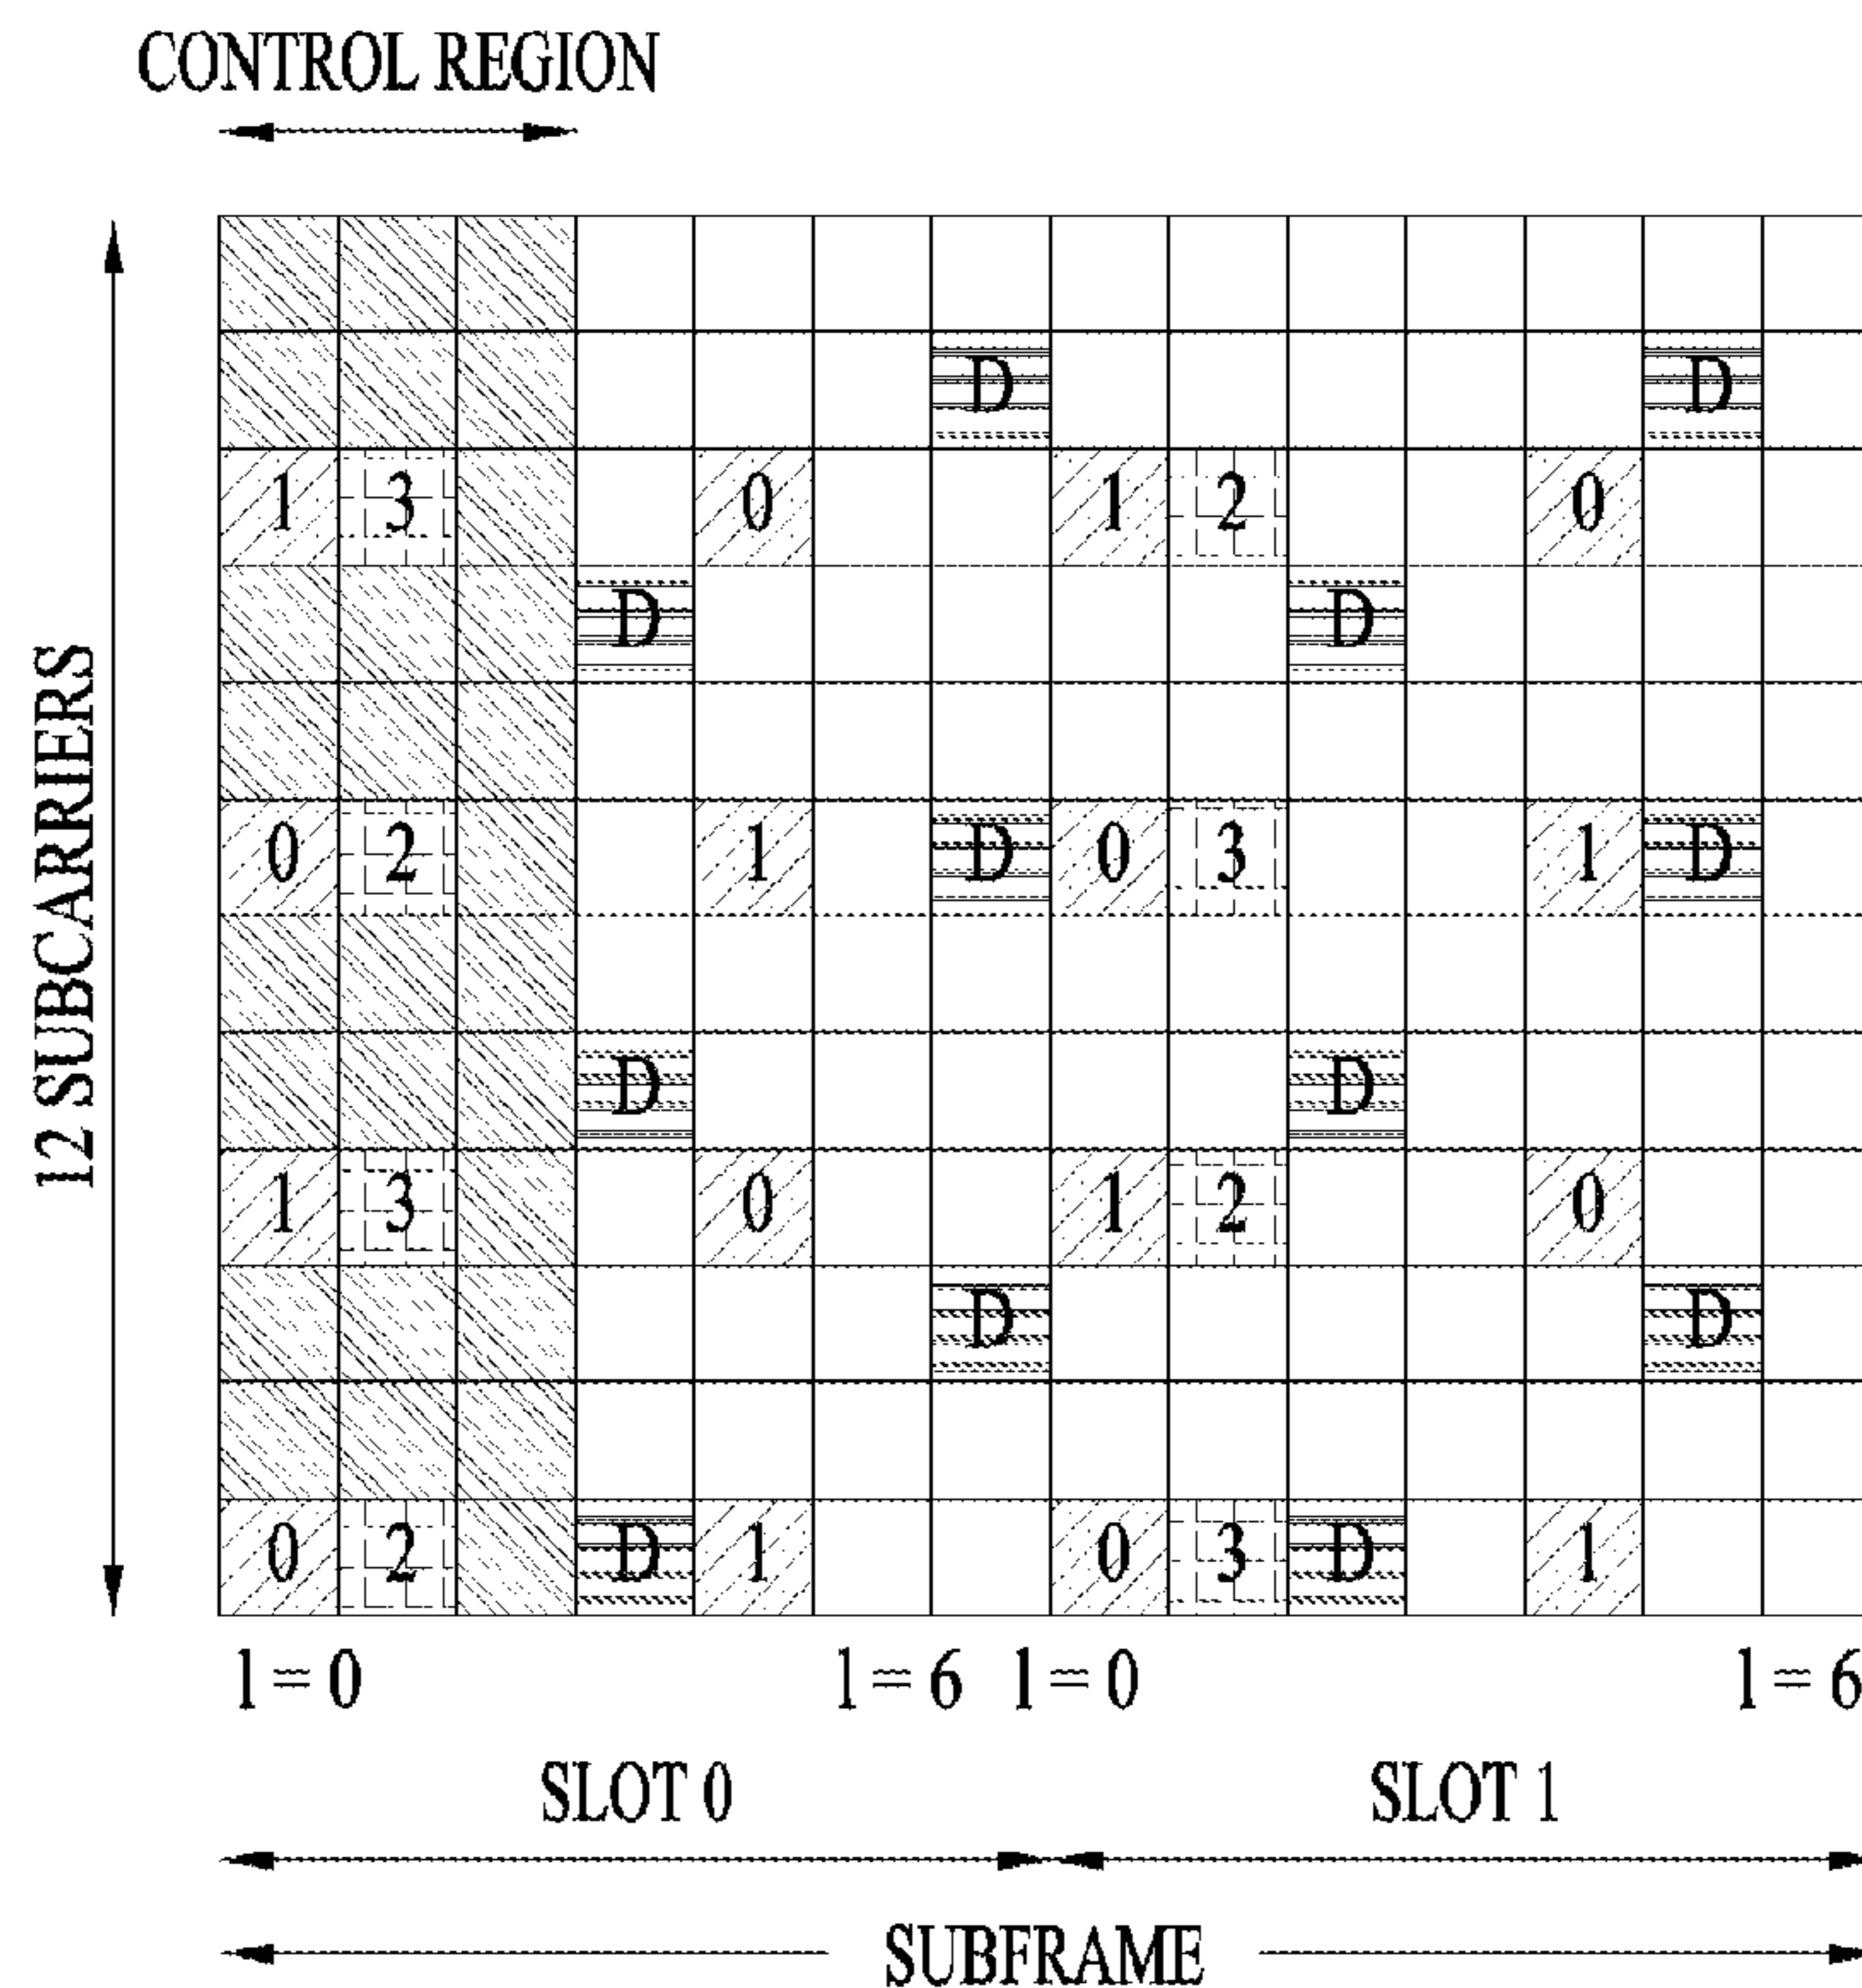 CONTROL REGION
12 SUBCARRIERS
D D
1 3 0 1 2 0
D D
0 2 1 D 0 3 1 D
D D
1 3 0 1 2 0
D D
0 2 D 1 0 3 D 1
l = 0 l = 6 l = 0 l = 6
SLOT 0 SLOT 1
SUBFRAME